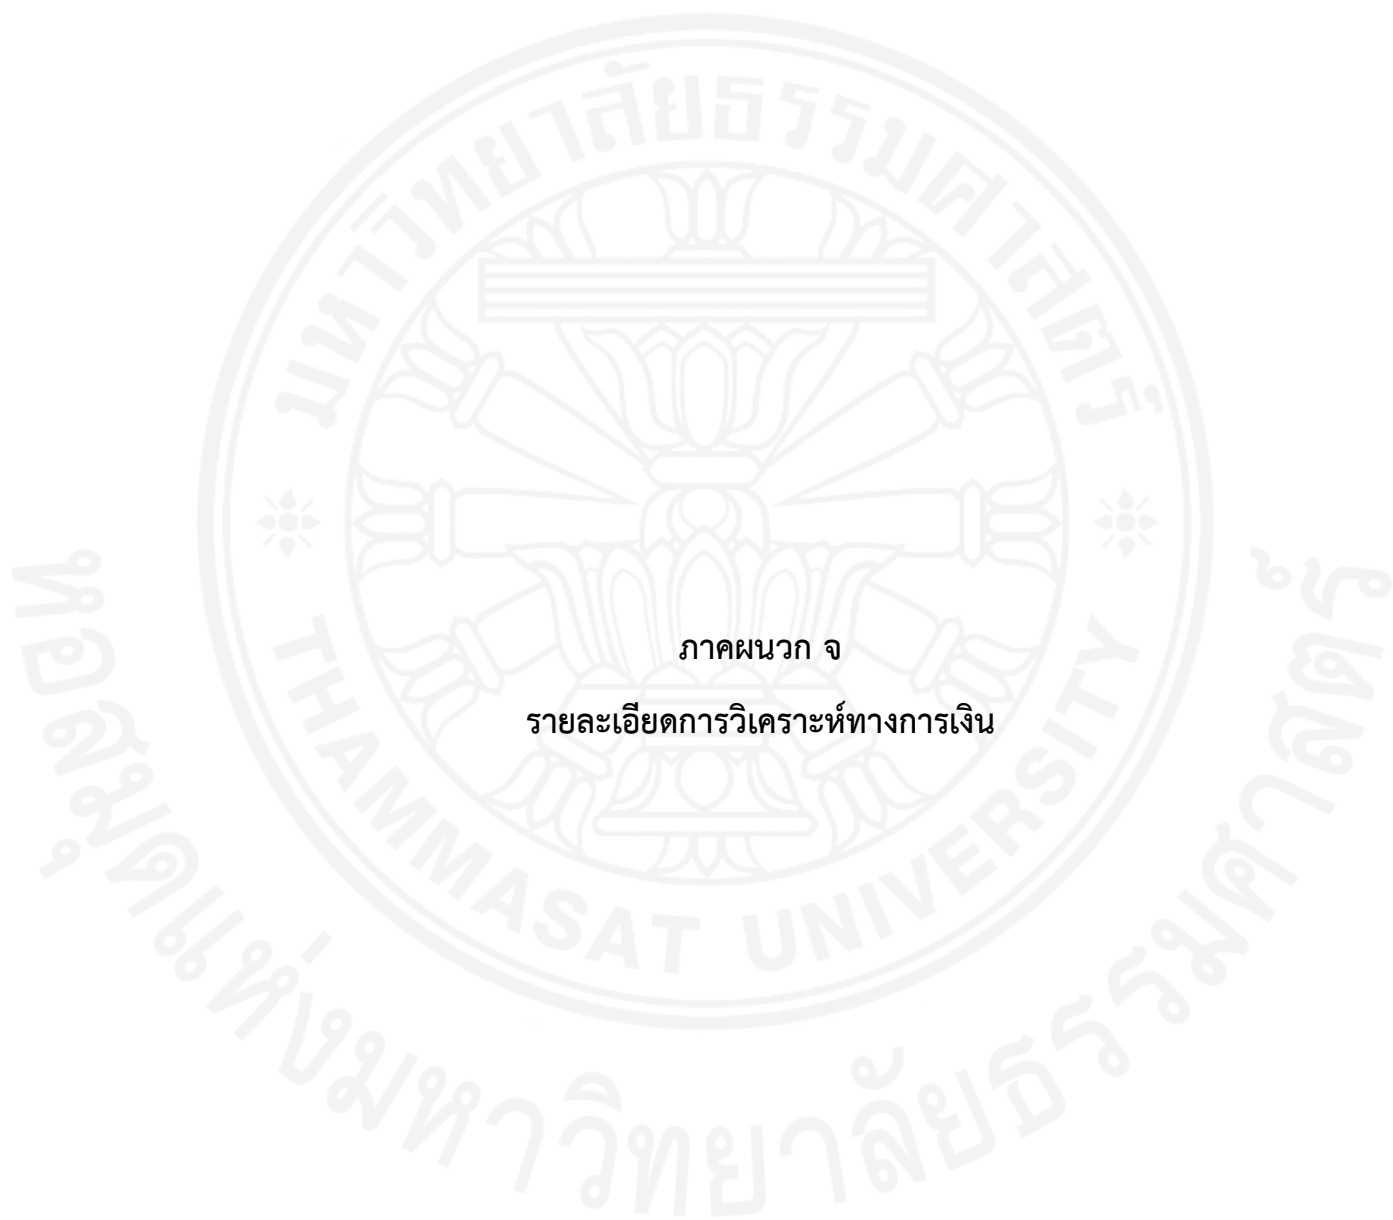 มหาวิทยาลัยธรรมศาสตร์
ภาคผนวก จ
รายละเอียดการวิเคราะห์ทางการเงิน
THAMMASAT UNIVERSITY
หอสมุดแห่งมหาวิทยาลัยธรรมศาสตร์